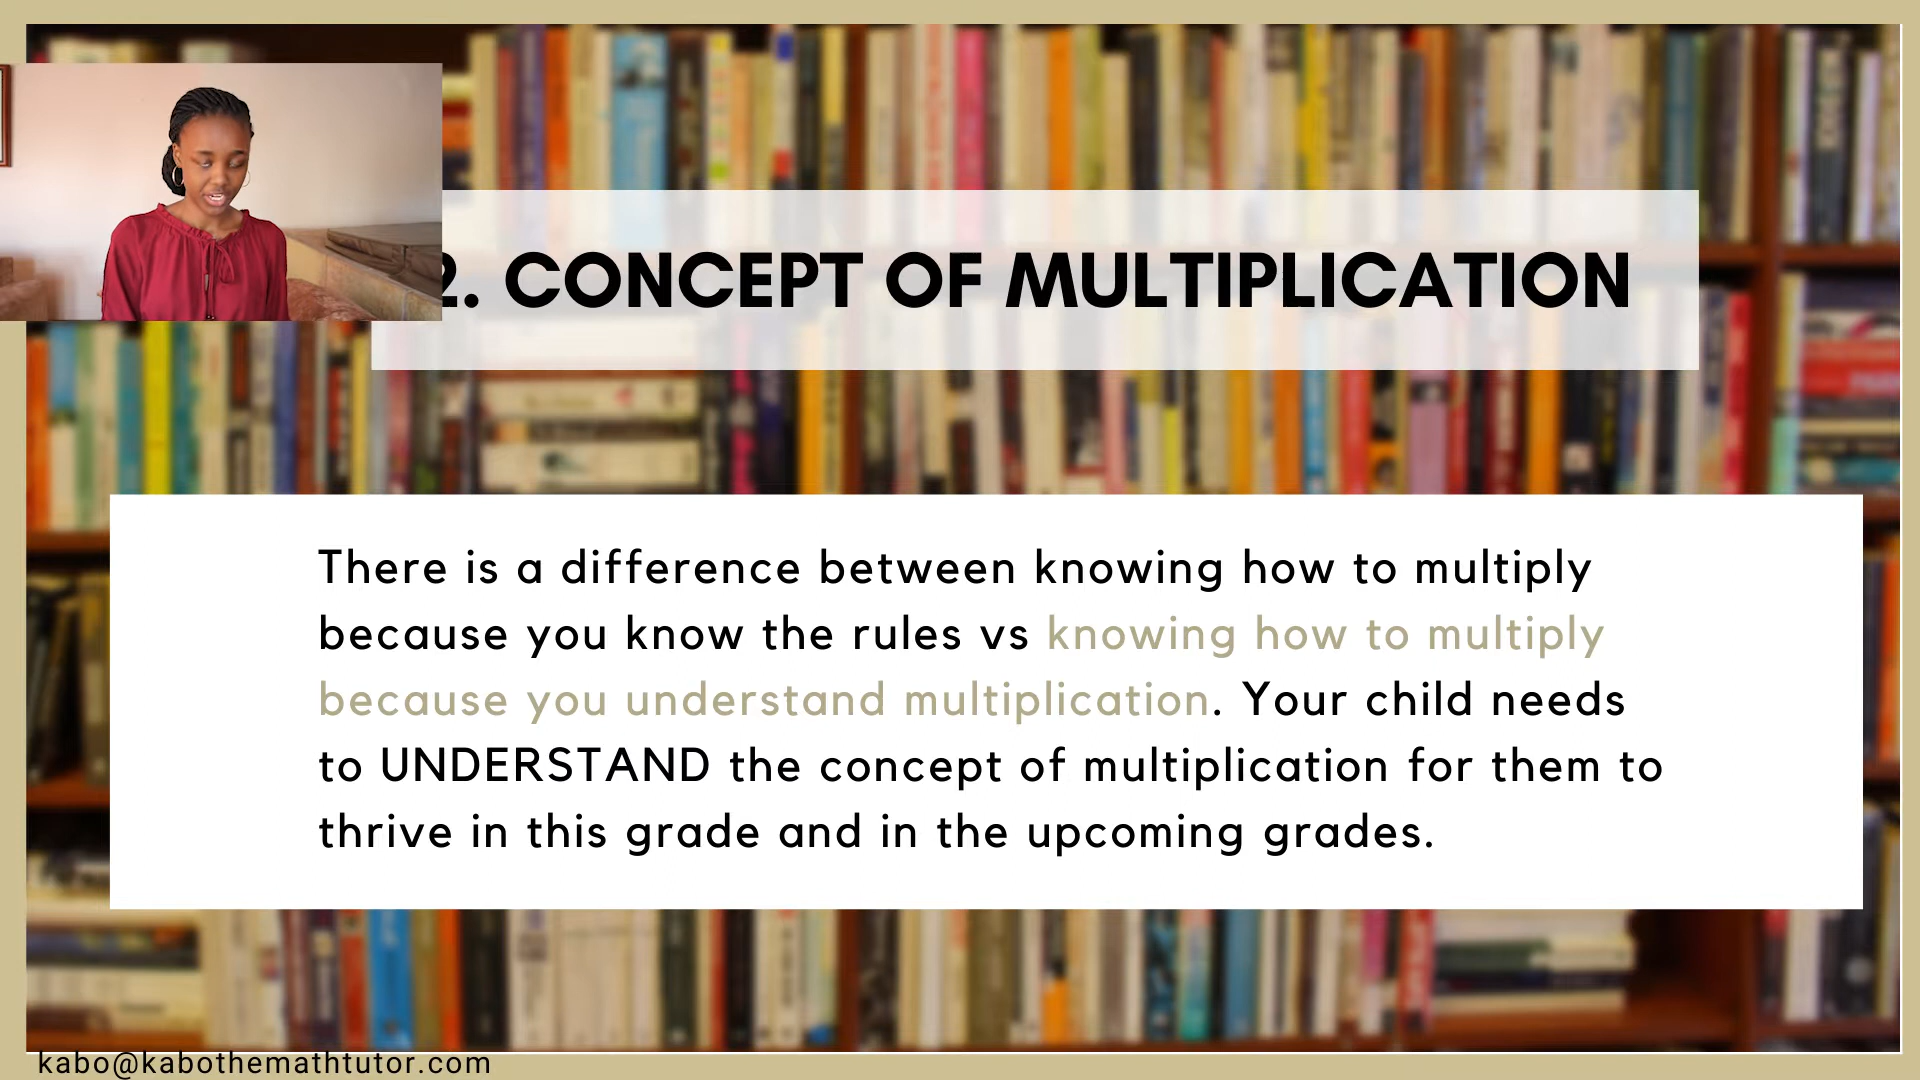 2. CONCEPT OF MULTIPLICATION
There is a difference between knowing how to multiply
because you know the rules vs knowing how to multiply
because you understand multiplication. Your child needs
to UNDERSTAND the concept of multiplication for them to
thrive in this grade and in the upcoming grades.
kabo@kabothemathtutor.com